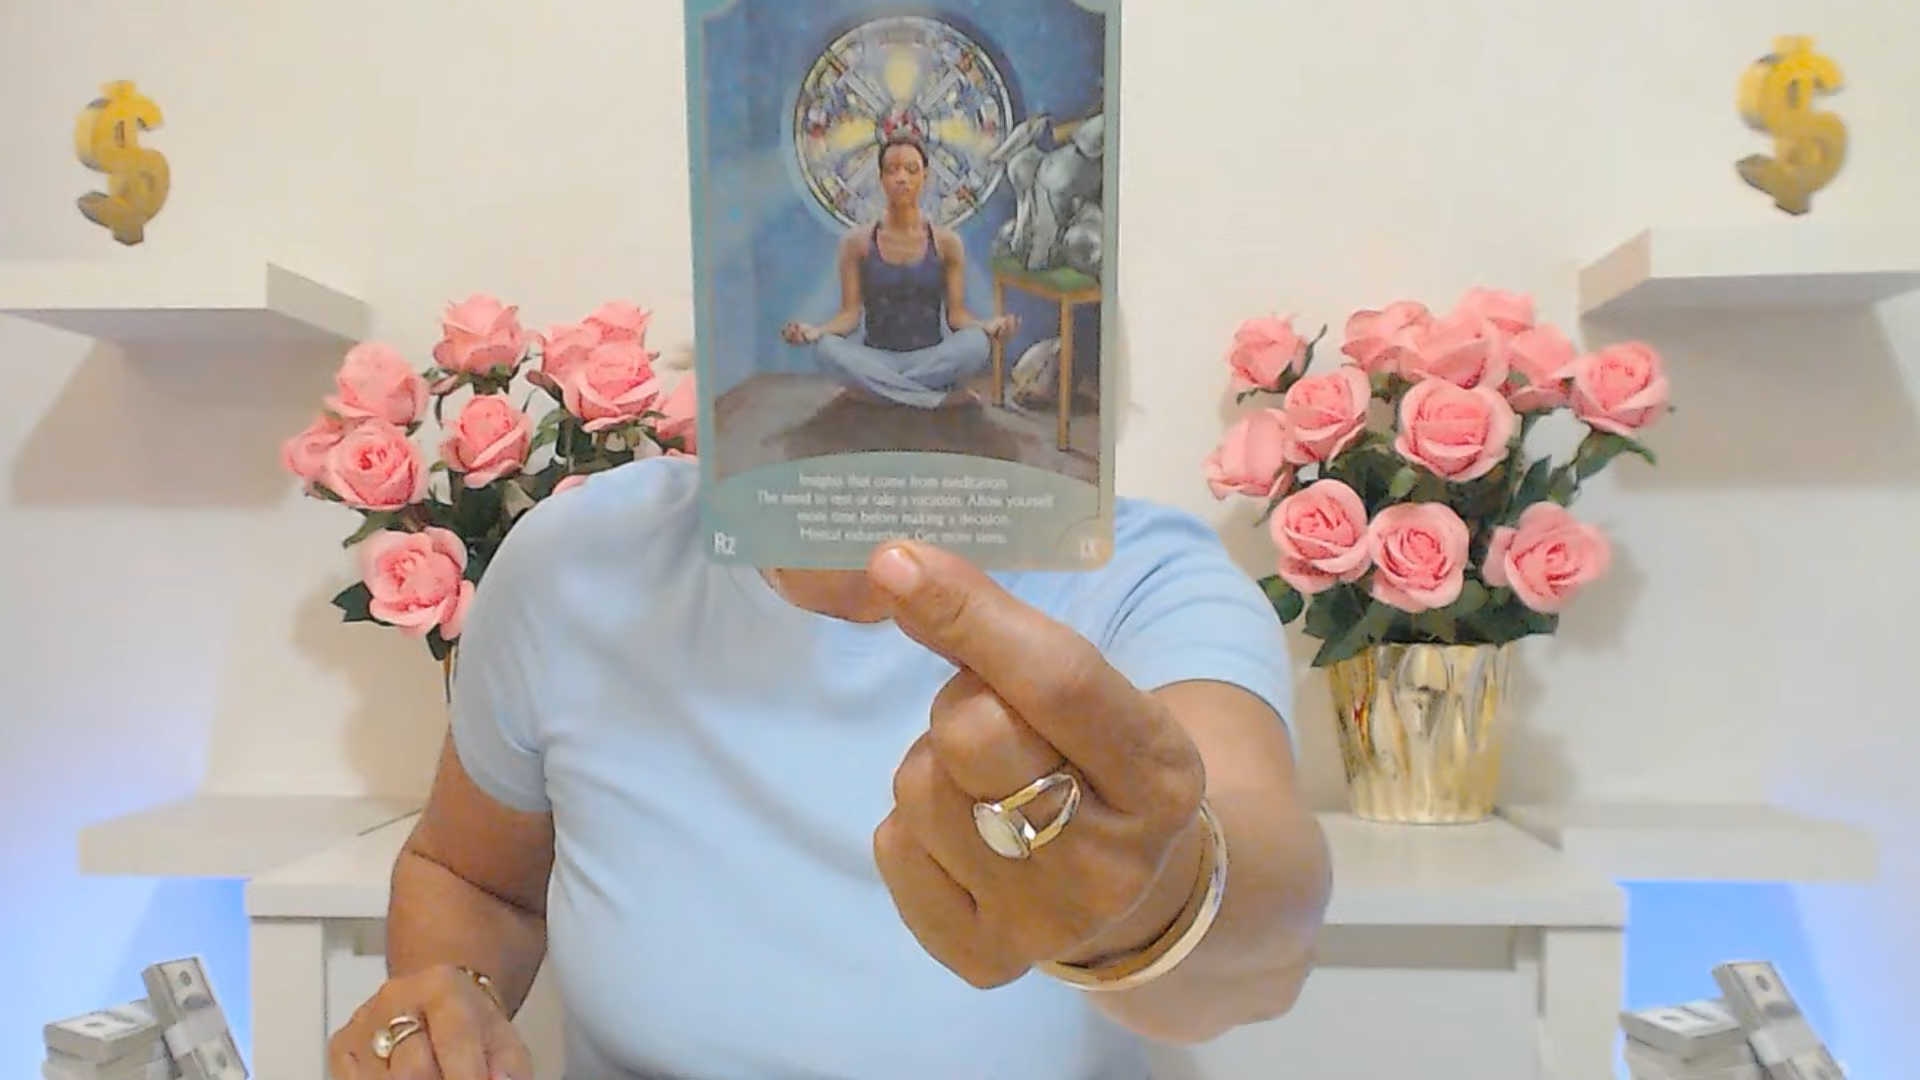 Insights that come from meditation.
The need to rest or take a vacation. Allow yourself
more time before making a decision.
Mental exhaustion. Get more sleep.
R2 IX